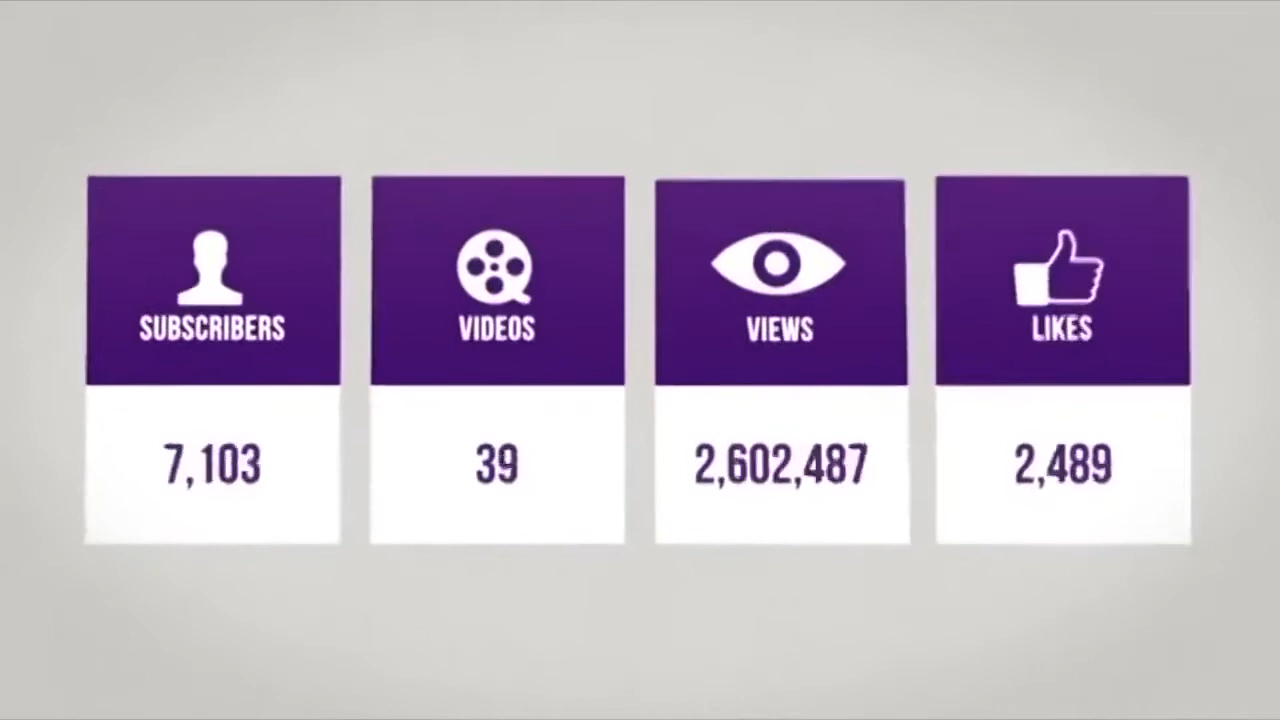 SUBSCRIBERS
7,103
VIDEOS
39
VIEWS
2,602,487
LIKES
2,489